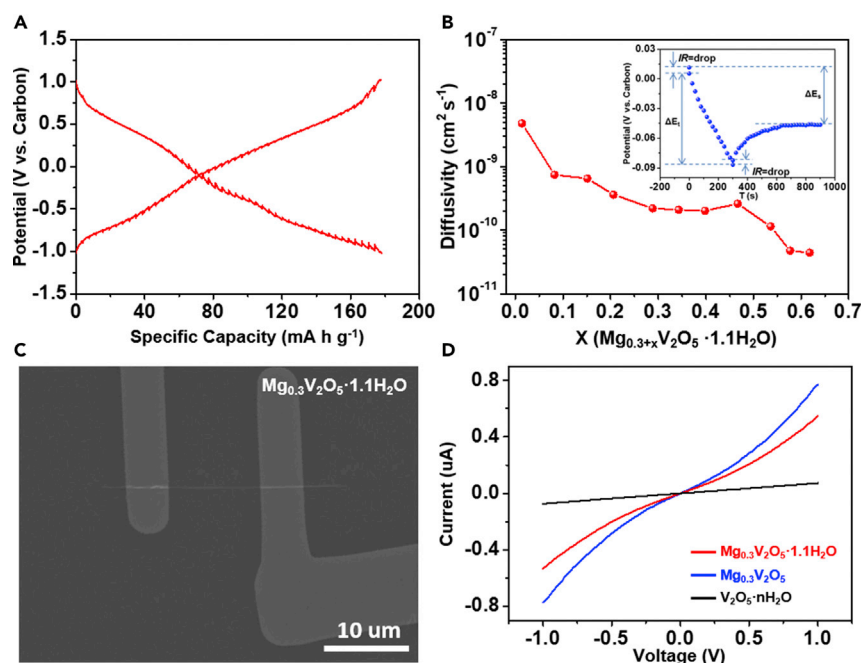 A
Potential (V vs. Carbon)
1.5
1.0
0.5
0.0
-0.5
-1.0
-1.5
0 40 80 120 160 200
Specific Capacity (mA h g⁻¹)
B
Diffusivity (cm² s⁻¹)
10⁻⁷
10⁻⁸
10⁻⁹
10⁻¹⁰
10⁻¹¹
0.0 0.1 0.2 0.3 0.4 0.5 0.6 0.7
X (Mg₀.₃₊ₓV₂O₅ ·1.1H₂O)
Potential (V vs. Carbon)
0.03
0.00
-0.03
-0.06
-0.09
-200 0 200 400 600 800 1000
T (s)
IR=drop
ΔEₜ
ΔEₛ
IR=drop
C
Mg₀.₃V₂O₅·1.1H₂O
10 um
D
Current (uA)
0.8
0.4
0.0
-0.4
-0.8
-1.0 -0.5 0.0 0.5 1.0
Voltage (V)
Mg₀.₃V₂O₅·1.1H₂O
Mg₀.₃V₂O₅
V₂O₅·nH₂O